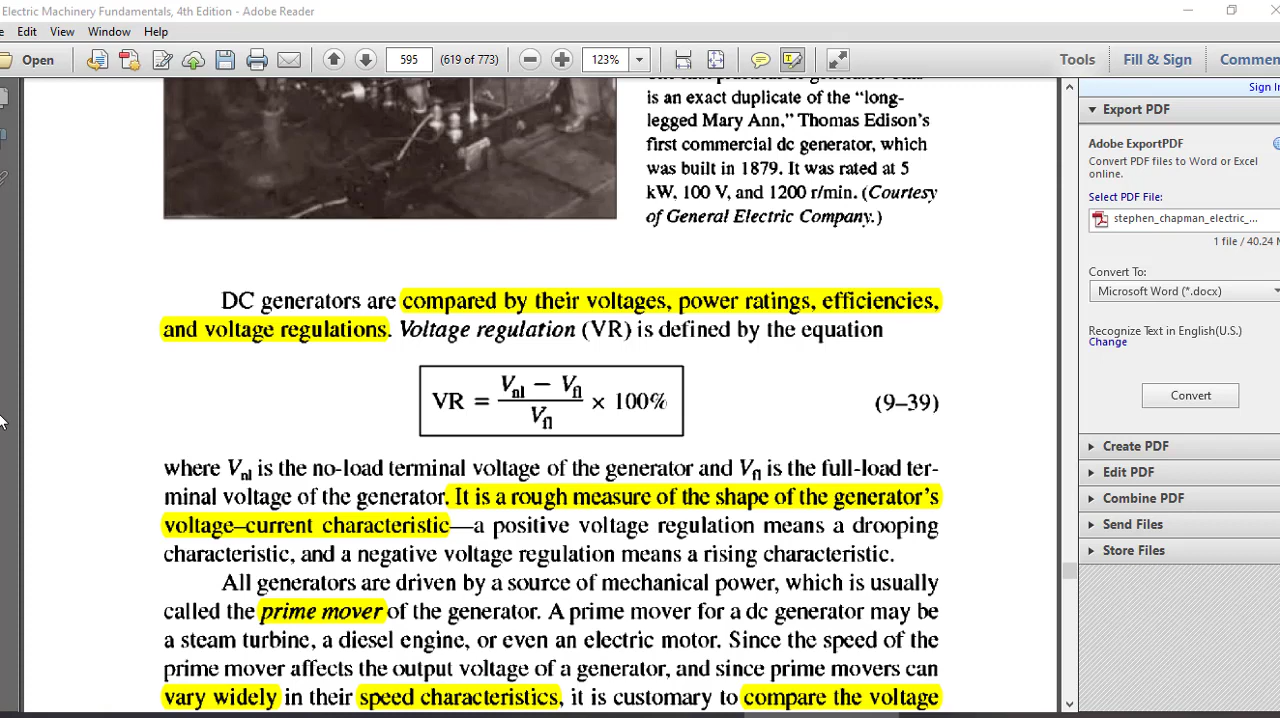 Electric Machinery Fundamentals, 4th Edition - Adobe Reader
Edit View Window Help
Open 595 (619 of 773) 123% Tools Fill & Sign Commen
Sign In
is an exact duplicate of the “long-
legged Mary Ann,” Thomas Edison’s
first commercial dc generator, which
was built in 1879. It was rated at 5
kW, 100 V, and 1200 r/min. (Courtesy
of General Electric Company.)
DC generators are compared by their voltages, power ratings, efficiencies,
and voltage regulations. Voltage regulation (VR) is defined by the equation
VR = (Vnl − Vfl) / Vfl × 100% (9–39)
where Vnl is the no-load terminal voltage of the generator and Vfl is the full-load ter-
minal voltage of the generator. It is a rough measure of the shape of the generator’s
voltage–current characteristic—a positive voltage regulation means a drooping
characteristic, and a negative voltage regulation means a rising characteristic.
All generators are driven by a source of mechanical power, which is usually
called the prime mover of the generator. A prime mover for a dc generator may be
a steam turbine, a diesel engine, or even an electric motor. Since the speed of the
prime mover affects the output voltage of a generator, and since prime movers can
vary widely in their speed characteristics, it is customary to compare the voltage
Export PDF
Adobe ExportPDF
Convert PDF files to Word or Excel
online.
Select PDF File:
stephen_chapman_electric_...
1 file / 40.24 M
Convert To:
Microsoft Word (*.docx)
Recognize Text in English(U.S.)
Change
Convert
Create PDF
Edit PDF
Combine PDF
Send Files
Store Files